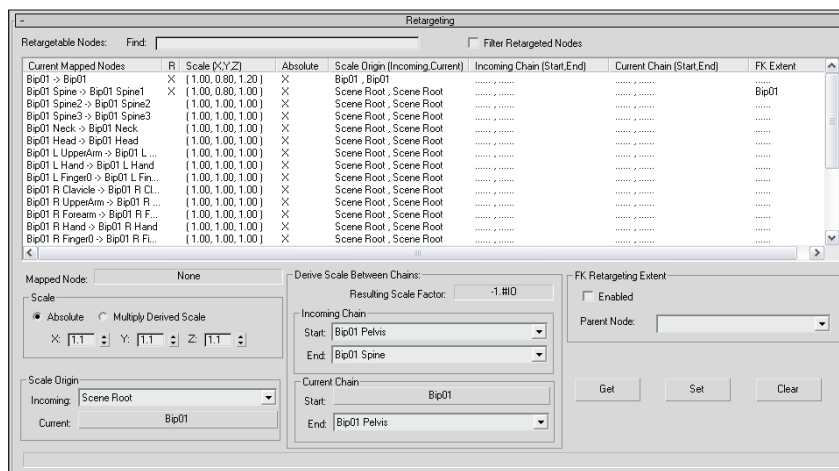 - Retargeting
Retargetable Nodes: Find: Filter Retargeted Nodes
Current Mapped Nodes R Scale (X,Y,Z) Absolute Scale Origin (Incoming,Current) Incoming Chain (Start,End) Current Chain (Start,End) FK Extent
Bip01 -> Bip01 X ( 1.00, 0.80, 1.20 ) X Bip01 , Bip01 ...... , ...... ...... , ...... ......
Bip01 Spine -> Bip01 Spine1 X ( 1.00, 0.80, 1.00 ) X Scene Root , Scene Root ...... , ...... ...... , ...... Bip01
Bip01 Spine2 -> Bip01 Spine2 ( 1.00, 1.00, 1.00 ) X Scene Root , Scene Root ...... , ...... ...... , ...... ......
Bip01 Spine3 -> Bip01 Spine3 ( 1.00, 1.00, 1.00 ) X Scene Root , Scene Root ...... , ...... ...... , ...... ......
Bip01 Neck -> Bip01 Neck ( 1.00, 1.00, 1.00 ) X Scene Root , Scene Root ...... , ...... ...... , ...... ......
Bip01 Head -> Bip01 Head ( 1.00, 1.00, 1.00 ) X Scene Root , Scene Root ...... , ...... ...... , ...... ......
Bip01 L UpperArm -> Bip01 L ... ( 1.00, 1.00, 1.00 ) X Scene Root , Scene Root ...... , ...... ...... , ...... ......
Bip01 L Hand -> Bip01 L Hand ( 1.00, 1.00, 1.00 ) X Scene Root , Scene Root ...... , ...... ...... , ...... ......
Bip01 L Finger0 -> Bip01 L Fin... ( 1.00, 1.00, 1.00 ) X Scene Root , Scene Root ...... , ...... ...... , ...... ......
Bip01 R Clavicle -> Bip01 R Cl... ( 1.00, 1.00, 1.00 ) X Scene Root , Scene Root ...... , ...... ...... , ...... ......
Bip01 R UpperArm -> Bip01 R ... ( 1.00, 1.00, 1.00 ) X Scene Root , Scene Root ...... , ...... ...... , ...... ......
Bip01 R Forearm -> Bip01 R F... ( 1.00, 1.00, 1.00 ) X Scene Root , Scene Root ...... , ...... ...... , ...... ......
Bip01 R Hand -> Bip01 R Hand ( 1.00, 1.00, 1.00 ) X Scene Root , Scene Root ...... , ...... ...... , ...... ......
Bip01 R Finger0 -> Bip01 R Fi... ( 1.00, 1.00, 1.00 ) X Scene Root , Scene Root ...... , ...... ...... , ...... ......
Mapped Node: None
Scale
Absolute Multiply Derived Scale
X: 1.1 Y: 1.1 Z: 1.1
Scale Origin
Incoming: Scene Root
Current: Bip01
Derive Scale Between Chains:
Resulting Scale Factor: -1.#IO
Incoming Chain
Start: Bip01 Pelvis
End: Bip01 Spine
Current Chain
Start: Bip01
End: Bip01 Pelvis
FK Retargeting Extent
Enabled
Parent Node:
Get Set Clear